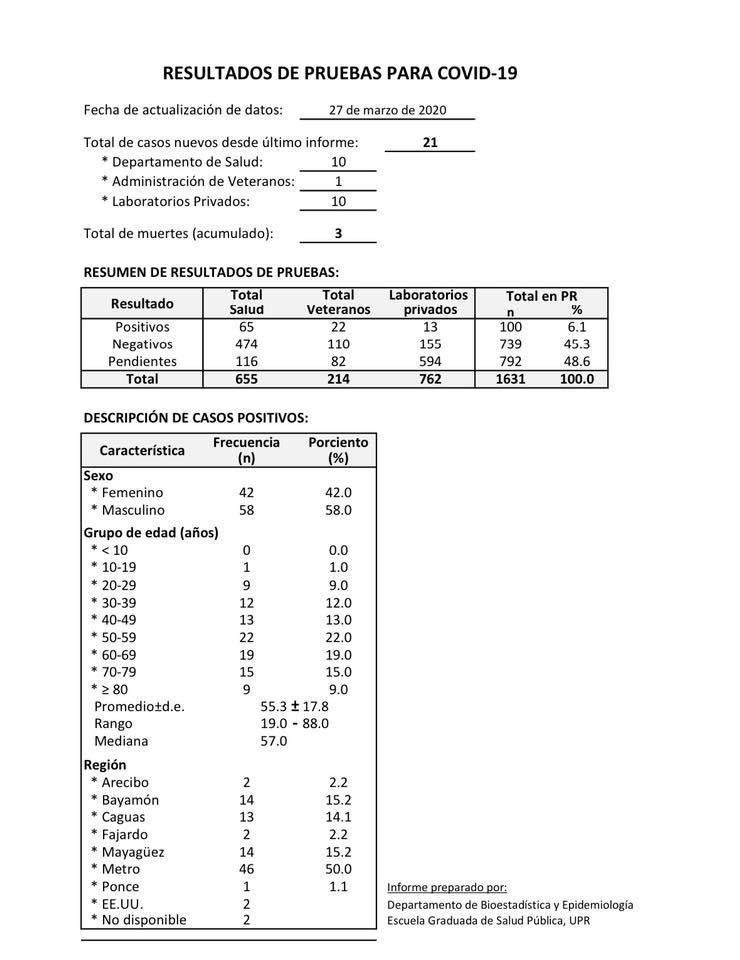 RESULTADOS DE PRUEBAS PARA COVID-19
Fecha de actualización de datos: 27 de marzo de 2020
Total de casos nuevos desde último informe: 21
* Departamento de Salud: 10
* Administración de Veteranos: 1
* Laboratorios Privados: 10
Total de muertes (acumulado): 3
RESUMEN DE RESULTADOS DE PRUEBAS:
Resultado Total Salud Total Veteranos Laboratorios privados Total en PR n %
Positivos 65 22 13 100 6.1
Negativos 474 110 155 739 45.3
Pendientes 116 82 594 792 48.6
Total 655 214 762 1631 100.0
DESCRIPCIÓN DE CASOS POSITIVOS:
Característica Frecuencia (n) Porciento (%)
Sexo
* Femenino 42 42.0
* Masculino 58 58.0
Grupo de edad (años)
* < 10 0 0.0
* 10-19 1 1.0
* 20-29 9 9.0
* 30-39 12 12.0
* 40-49 13 13.0
* 50-59 22 22.0
* 60-69 19 19.0
* 70-79 15 15.0
* ≥ 80 9 9.0
Promedio±d.e. 55.3 ± 17.8
Rango 19.0 - 88.0
Mediana 57.0
Región
* Arecibo 2 2.2
* Bayamón 14 15.2
* Caguas 13 14.1
* Fajardo 2 2.2
* Mayagüez 14 15.2
* Metro 46 50.0
* Ponce 1 1.1
* EE.UU. 2
* No disponible 2
Informe preparado por:
Departamento de Bioestadística y Epidemiología
Escuela Graduada de Salud Pública, UPR